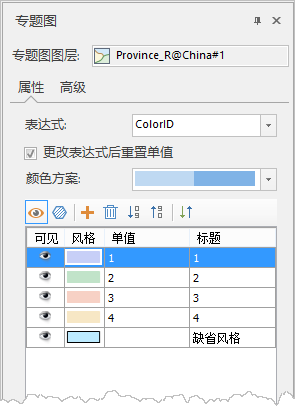 专题图
专题图图层: Province_R@China#1
属性 高级
表达式: ColorID
更改表达式后重置单值
颜色方案:
可见 风格 单值 标题
1 1
2 2
3 3
4 4
缺省风格